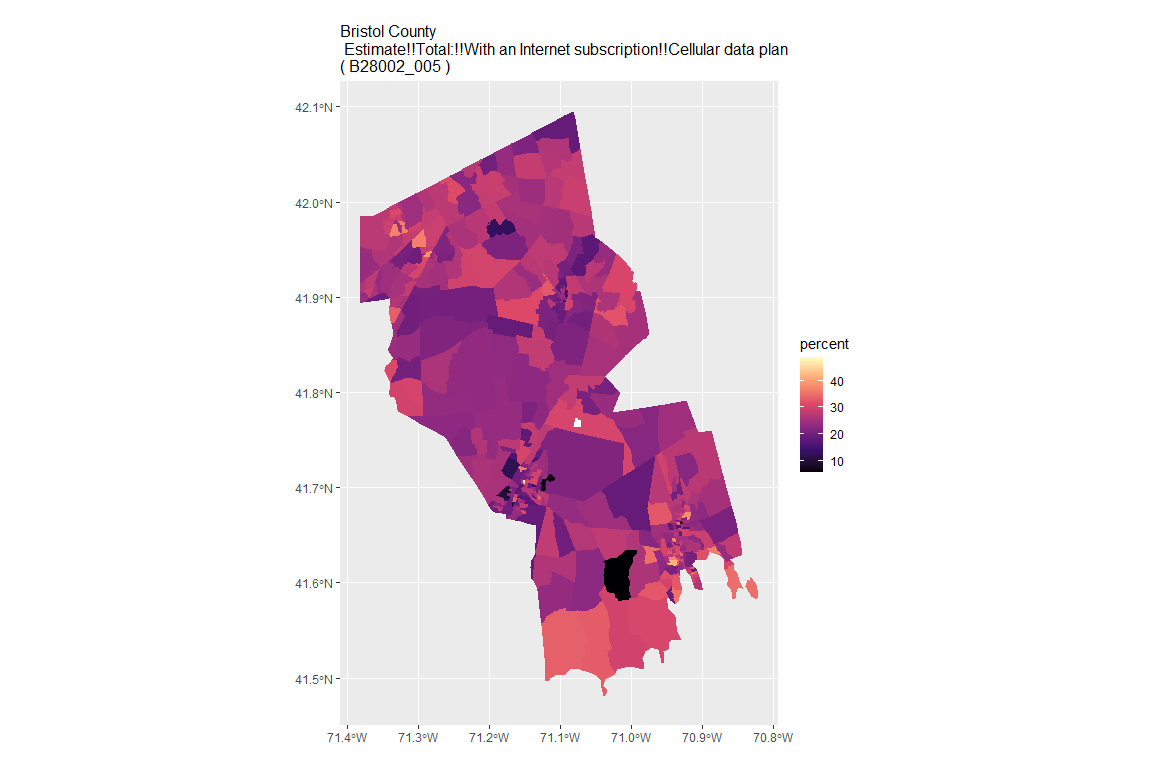 Bristol County
Estimate!!Total:!!With an Internet subscription!!Cellular data plan
( B28002_005 )
42.1°N
42.0°N
41.9°N
41.8°N
41.7°N
41.6°N
41.5°N
71.4°W 71.3°W 71.2°W 71.1°W 71.0°W 70.9°W 70.8°W
percent
40
30
20
10